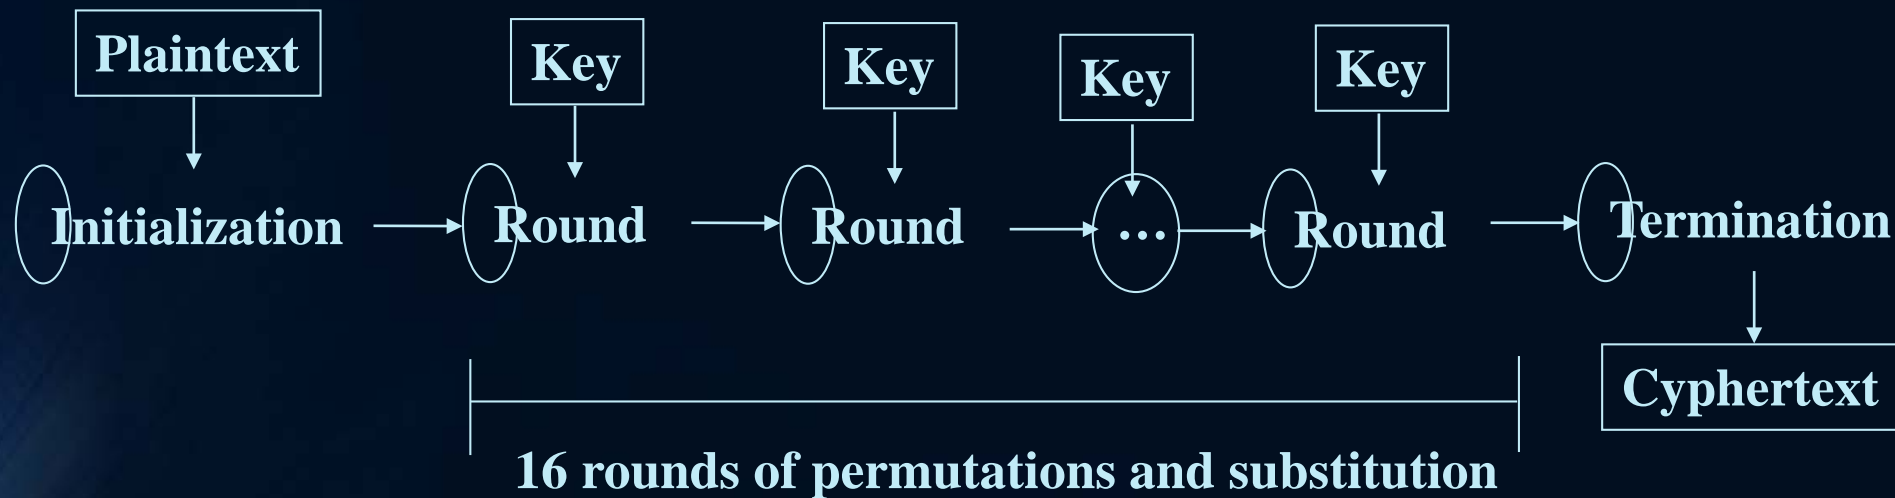 Plaintext
Key
Key
Key
Key
Initialization
Round
Round
...
Round
Termination
Cyphertext
16 rounds of permutations and substitution